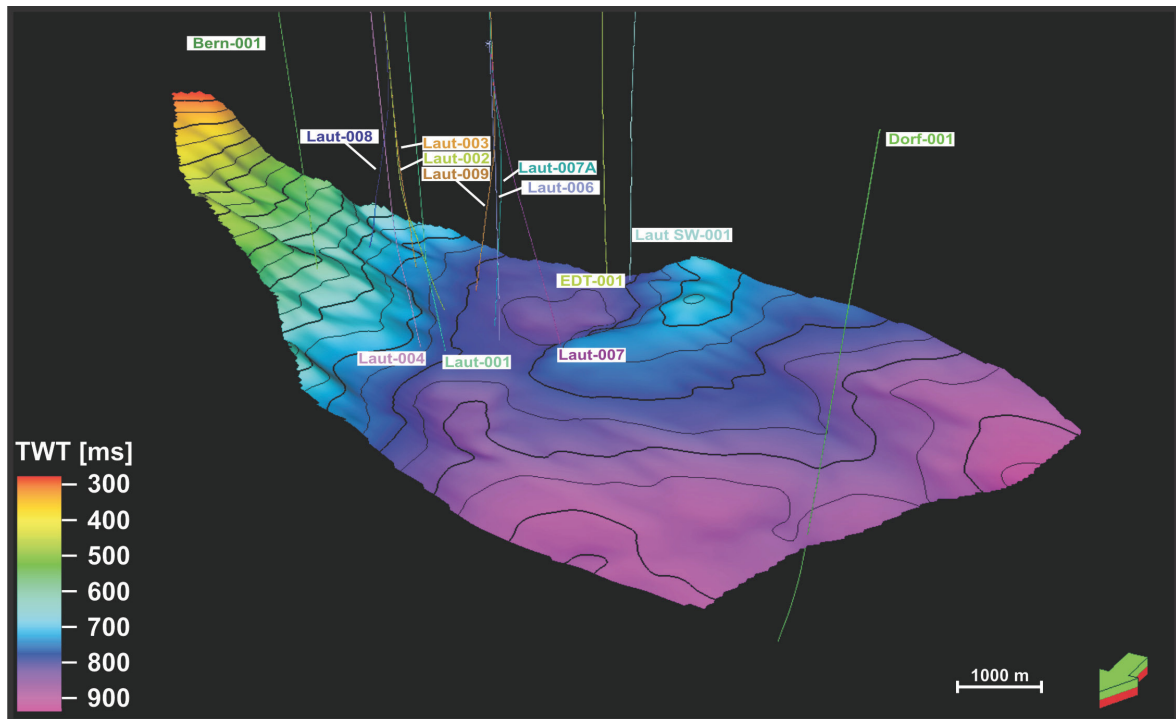 Bern-001
Laut-008
Laut-003
Laut-002
Laut-009
Laut-007A
Laut-006
Dorf-001
Laut SW-001
EDT-001
Laut-004
Laut-001
Laut-007
TWT [ms]
300
400
500
600
700
800
900
1000 m